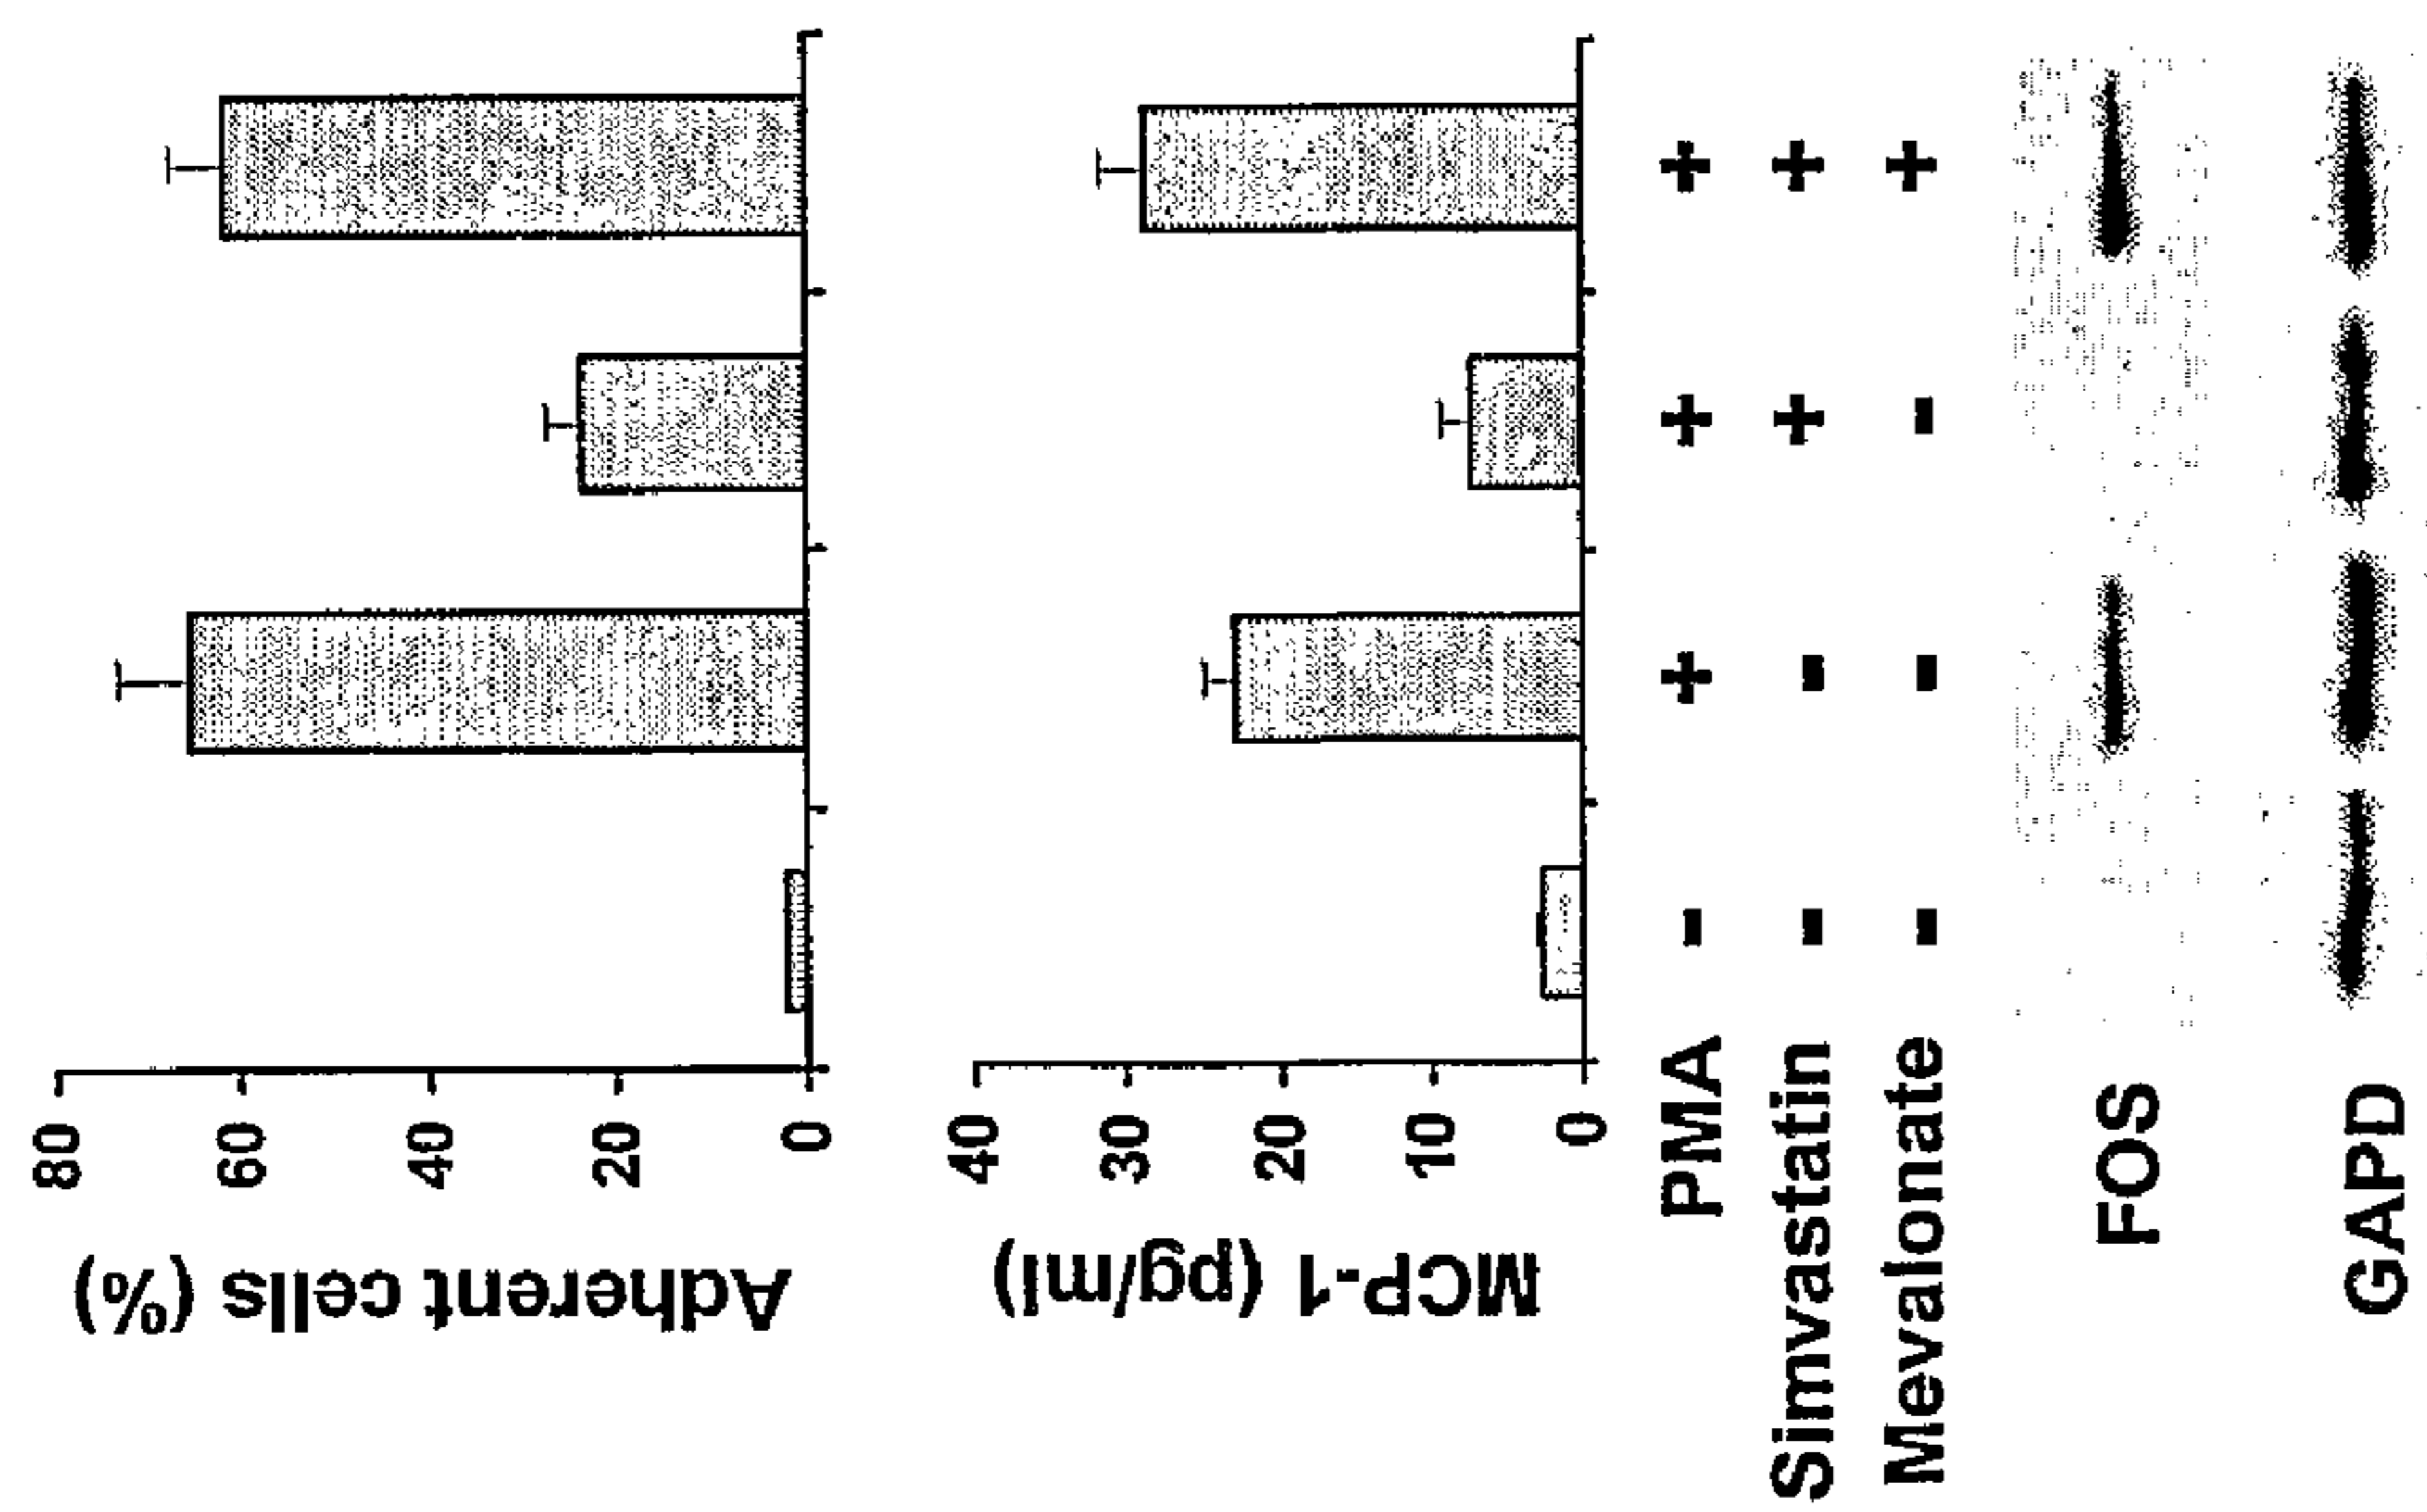 Adherent cells (%)
80
60
40
20
0
MCP-1 (pg/ml)
40
30
20
10
0
PMA - + + +
Simvastatin - - + +
Mevalonate - - - +
FOS
GAPD